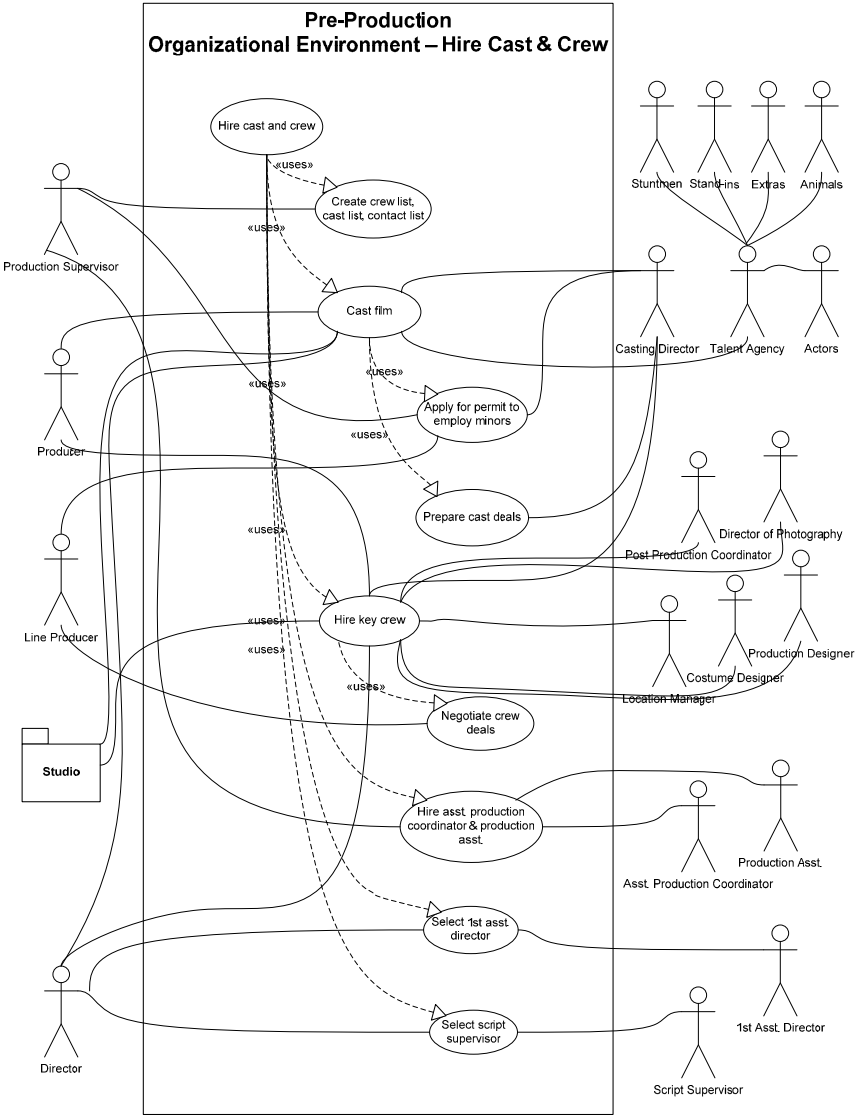 Pre-Production
Organizational Environment – Hire Cast & Crew
Hire cast and crew
«uses»
Stuntmen
Stand-ins
Extras
Animals
Create crew list,
cast list, contact list
«uses»
Production Supervisor
Cast film
Casting Director
Talent Agency
Actors
«uses»
«uses»
Apply for permit to
employ minors
«uses»
Producer
Prepare cast deals
«uses»
Director of Photography
Post Production Coordinator
Hire key crew
«uses»
Line Producer
«uses»
Production Designer
Costume Designer
«uses»
Location Manager
Negotiate crew
deals
Studio
Hire asst. production
coordinator & production
asst.
Production Asst.
Asst. Production Coordinator
Select 1st asst.
director
1st Asst. Director
Select script
supervisor
Director
Script Supervisor